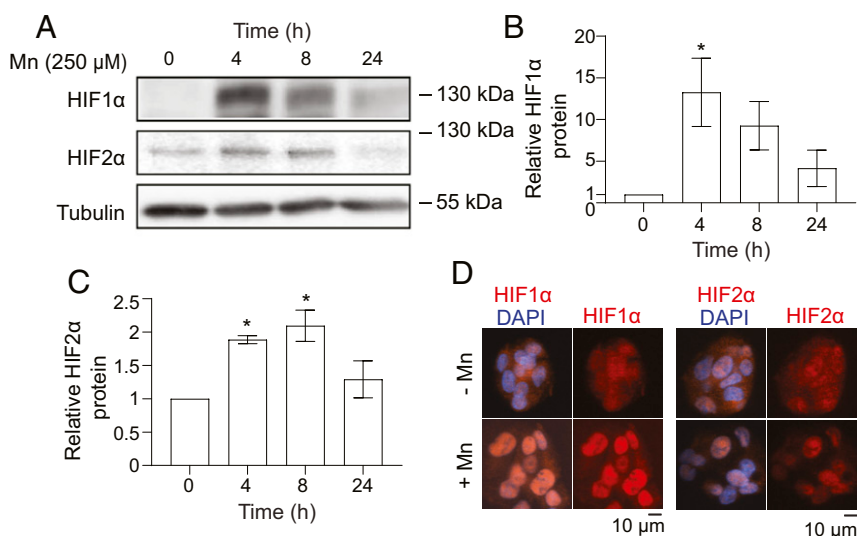 A
Time (h)
Mn (250 µM) 0 4 8 24
HIF1α
– 130 kDa
– 130 kDa
HIF2α
Tubulin
– 55 kDa
B
Relative HIF1α
protein
20
15
10
5
1
0
0 4 8 24
Time (h)
*
C
Relative HIF2α
protein
2.5
2
1.5
1
0.5
0
0 4 8 24
Time (h)
* *
D
HIF1α
DAPI
HIF1α
HIF2α
DAPI
HIF2α
- Mn
+ Mn
10 µm
10 µm